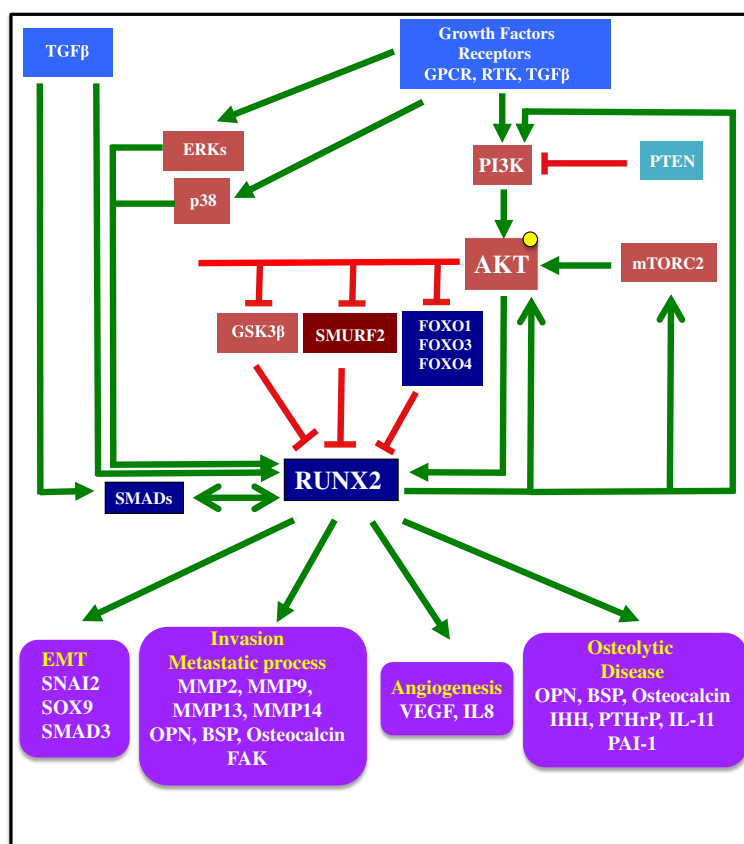 TGFβ
Growth Factors
Receptors
GPCR, RTK, TGFβ
ERKs
p38
PI3K
PTEN
AKT
mTORC2
GSK3β
SMURF2
FOXO1
FOXO3
FOXO4
RUNX2
SMADs
EMT
SNAI2
SOX9
SMAD3
Invasion
Metastatic process
MMP2, MMP9,
MMP13, MMP14
OPN, BSP, Osteocalcin
FAK
Angiogenesis
VEGF, IL8
Osteolytic
Disease
OPN, BSP, Osteocalcin
IHH, PTHrP, IL-11
PAI-1